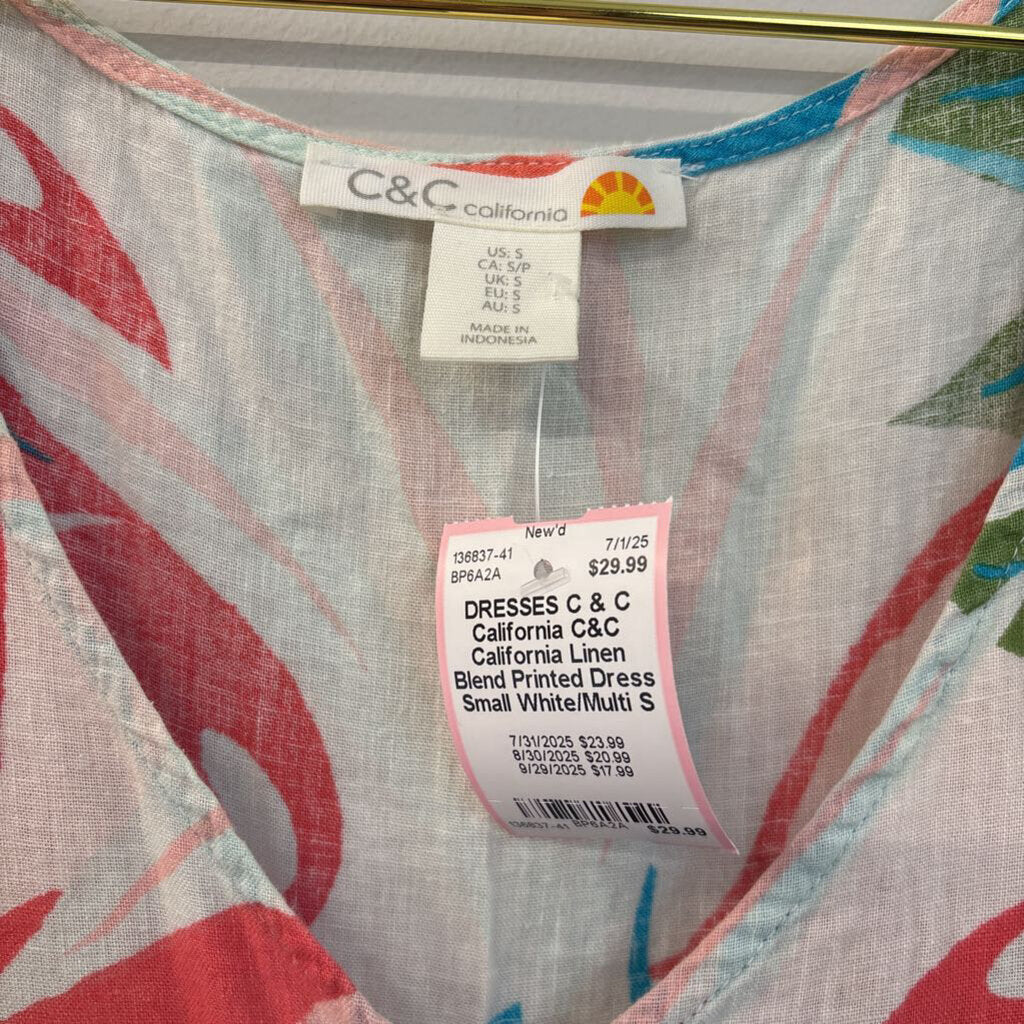 C&C california
US: S
CA: S/P
UK: S
EU: S
AU: S
MADE IN
INDONESIA
New'd
136837-41 7/1/25
BP6A2A $29.99
DRESSES C & C
California C&C
California Linen
Blend Printed Dress
Small White/Multi S
7/31/2025 $23.99
8/30/2025 $20.99
9/29/2025 $17.99
136837-41 BP6A2A $29.99